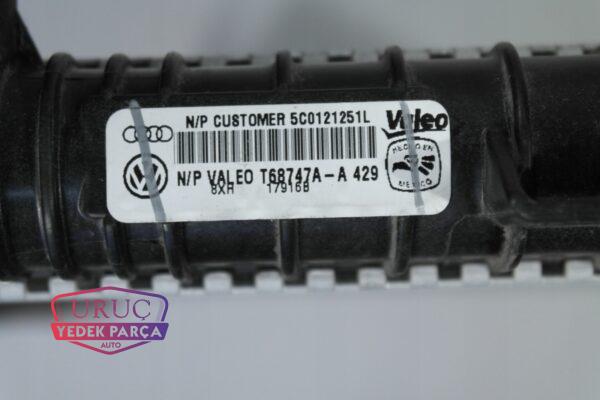 N/P CUSTOMER 5C0121251L
Valeo
HECHO EN
MEXICO
N/P VALEO T68747A-A 429
8XH 17916B
URUÇ
YEDEK PARÇA
AUTO